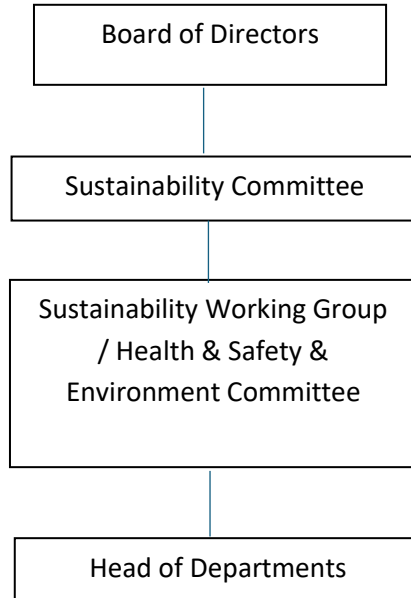 Board of Directors
Sustainability Committee
Sustainability Working Group
/ Health & Safety &
Environment Committee
Head of Departments